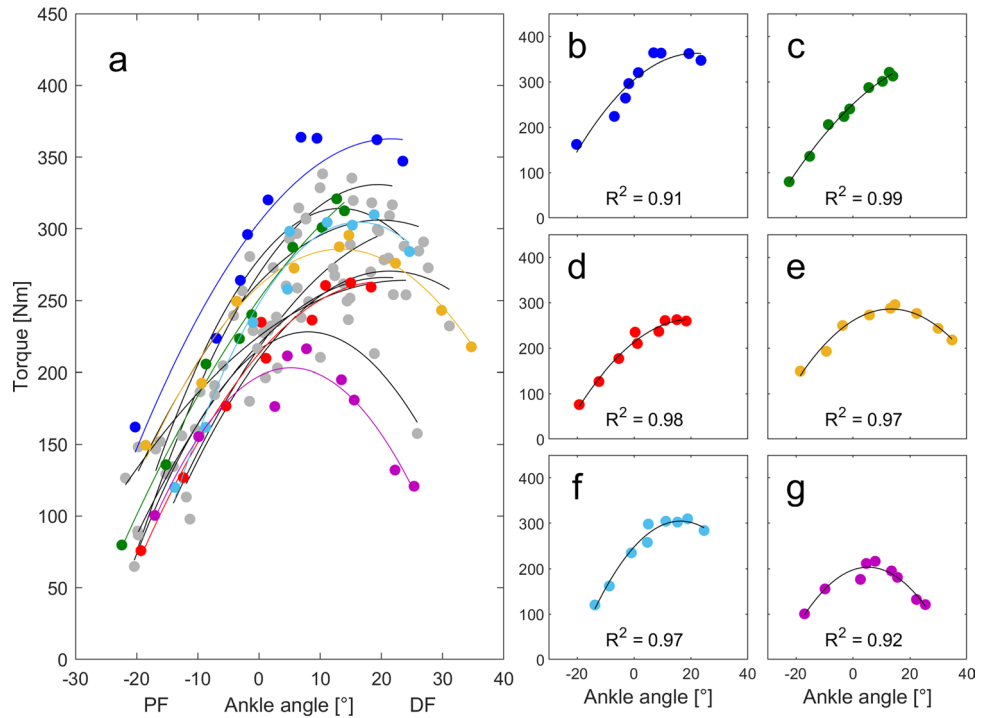 a
450
400
350
300
250
200
150
100
50
0
Torque [Nm]
-30 -20 -10 0 10 20 30 40
PF Ankle angle [°] DF
b
400
300
200
100
0
R² = 0.91
c
R² = 0.99
d
400
300
200
100
0
R² = 0.98
e
R² = 0.97
f
400
300
200
100
0
R² = 0.97
-20 0 20 40
Ankle angle [°]
g
R² = 0.92
-20 0 20 40
Ankle angle [°]